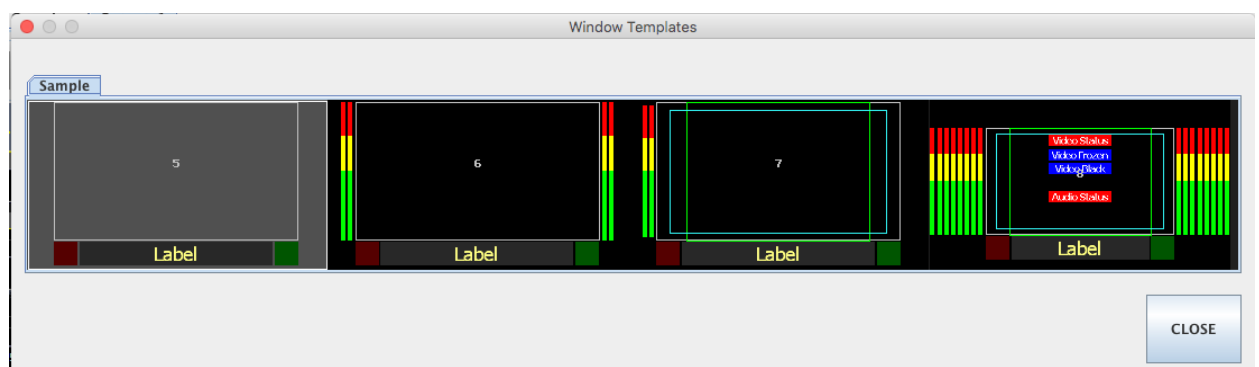 Window Templates
Sample
5
6
7
Video Status
Video Frozen
Video Black
8
Audio Status
Label
Label
Label
Label
CLOSE